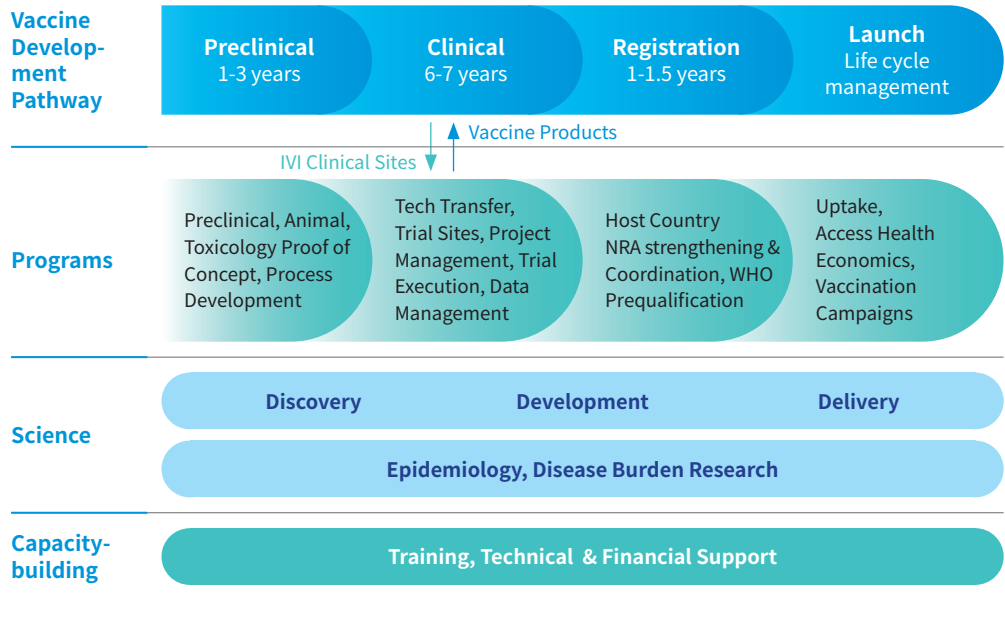 Vaccine
Develop-
ment
Pathway
Preclinical
1-3 years
Clinical
6-7 years
Registration
1-1.5 years
Launch
Life cycle
management
Vaccine Products
IVI Clinical Sites
Programs
Preclinical, Animal,
Toxicology Proof of
Concept, Process
Development
Tech Transfer,
Trial Sites, Project
Management, Trial
Execution, Data
Management
Host Country
NRA strengthening &
Coordination, WHO
Prequalification
Uptake,
Access Health
Economics,
Vaccination
Campaigns
Science
Discovery
Development
Delivery
Epidemiology, Disease Burden Research
Capacity-
building
Training, Technical & Financial Support